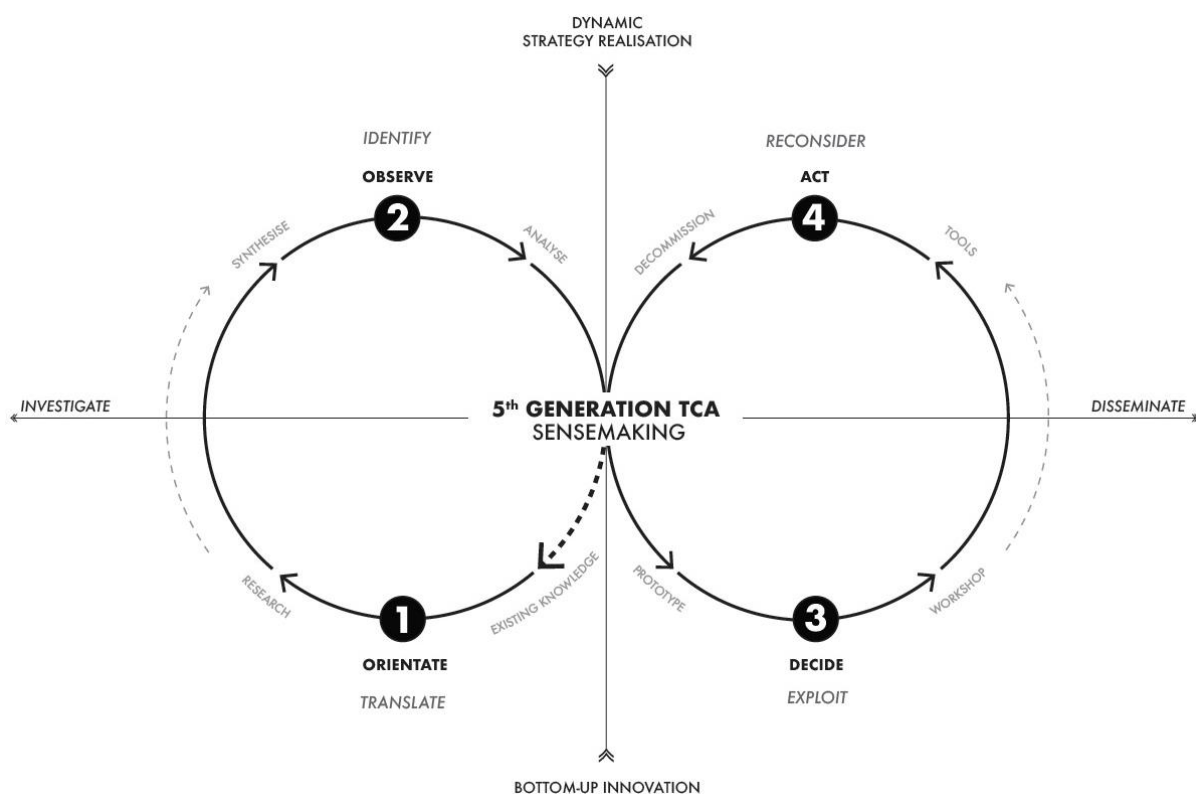 DYNAMIC
STRATEGY REALISATION
IDENTIFY
OBSERVE
2
SYNTHESISE
ANALYSE
RECONSIDER
ACT
4
DECOMMISSION
TOOLS
INVESTIGATE
5th GENERATION TCA
SENSEMAKING
DISSEMINATE
RESEARCH
EXISTING KNOWLEDGE
1
ORIENTATE
TRANSLATE
PROTOTYPE
WORKSHOP
3
DECIDE
EXPLOIT
BOTTOM-UP INNOVATION